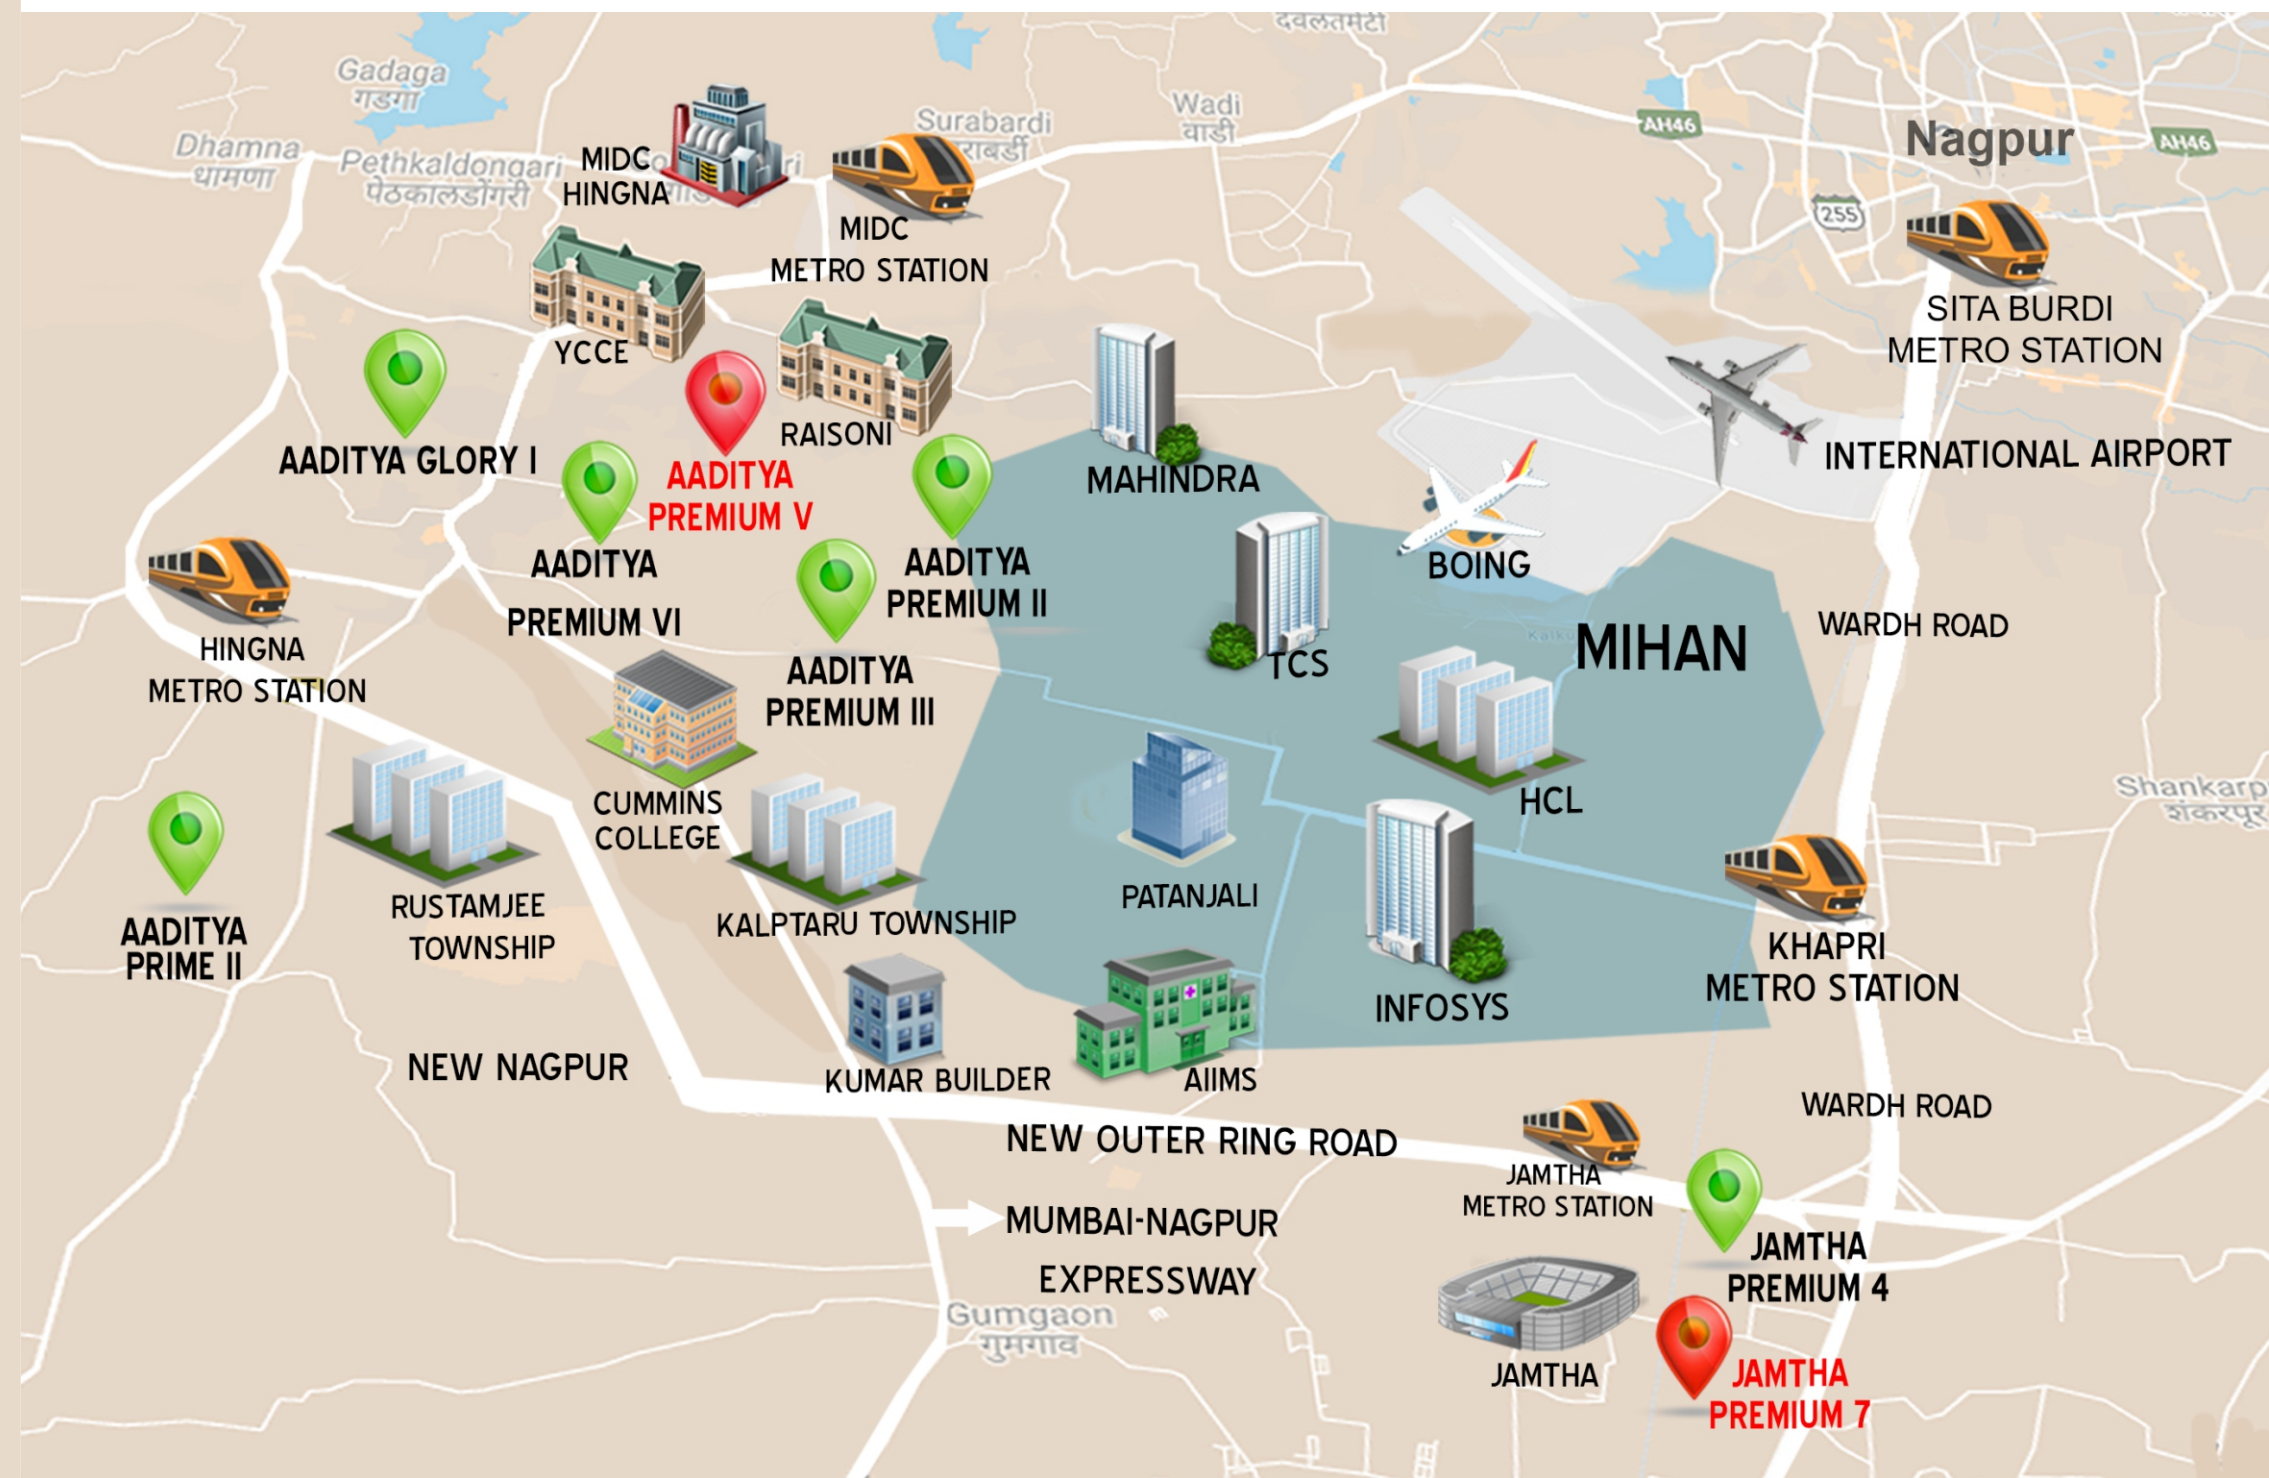 दवलतमेटी
Gadaga
गडगा
Dhamna
धामणा
Pethkaldongari
पेठकालडोंगरी
MIDC
HINGNA
Surabardi
Wadi
वाडी
AH46
Nagpur
AH46
255
MIDC
METRO STATION
SITA BURDI
METRO STATION
YCCE
RAISONI
AADITYA GLORY I
AADITYA
PREMIUM V
MAHINDRA
INTERNATIONAL AIRPORT
AADITYA
PREMIUM VI
AADITYA
PREMIUM II
BOING
WARDH ROAD
HINGNA
METRO STATION
AADITYA
PREMIUM III
TCS
MIHAN
CUMMINS
COLLEGE
HCL
Shankarp
शंकरपूर
RUSTAMJEE
TOWNSHIP
KALPTARU TOWNSHIP
PATANJALI
AADITYA
PRIME II
KHAPRI
METRO STATION
INFOSYS
NEW NAGPUR
KUMAR BUILDER
AIIMS
WARDH ROAD
NEW OUTER RING ROAD
JAMTHA
METRO STATION
MUMBAI-NAGPUR
EXPRESSWAY
JAMTHA
PREMIUM 4
Gumgaon
गुमगाव
JAMTHA
JAMTHA
PREMIUM 7